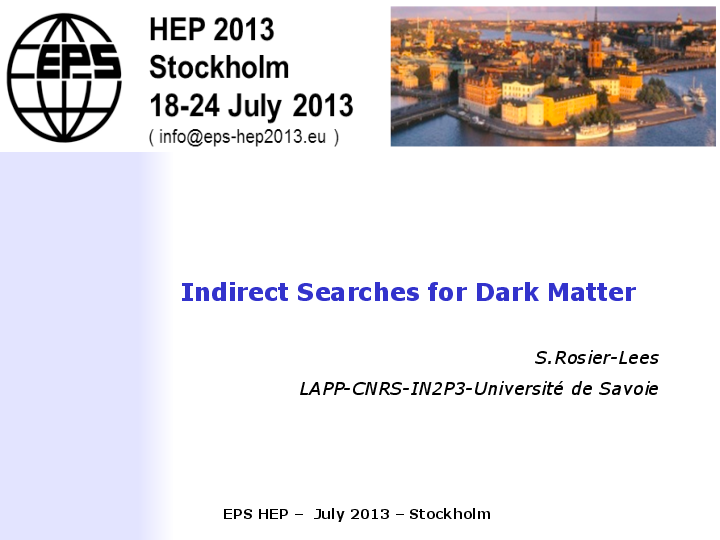 EPS
HEP 2013
Stockholm
18-24 July 2013
( info@eps-hep2013.eu )
Indirect Searches for Dark Matter
S.Rosier-Lees
LAPP-CNRS-IN2P3-Université de Savoie
EPS HEP – July 2013 – Stockholm